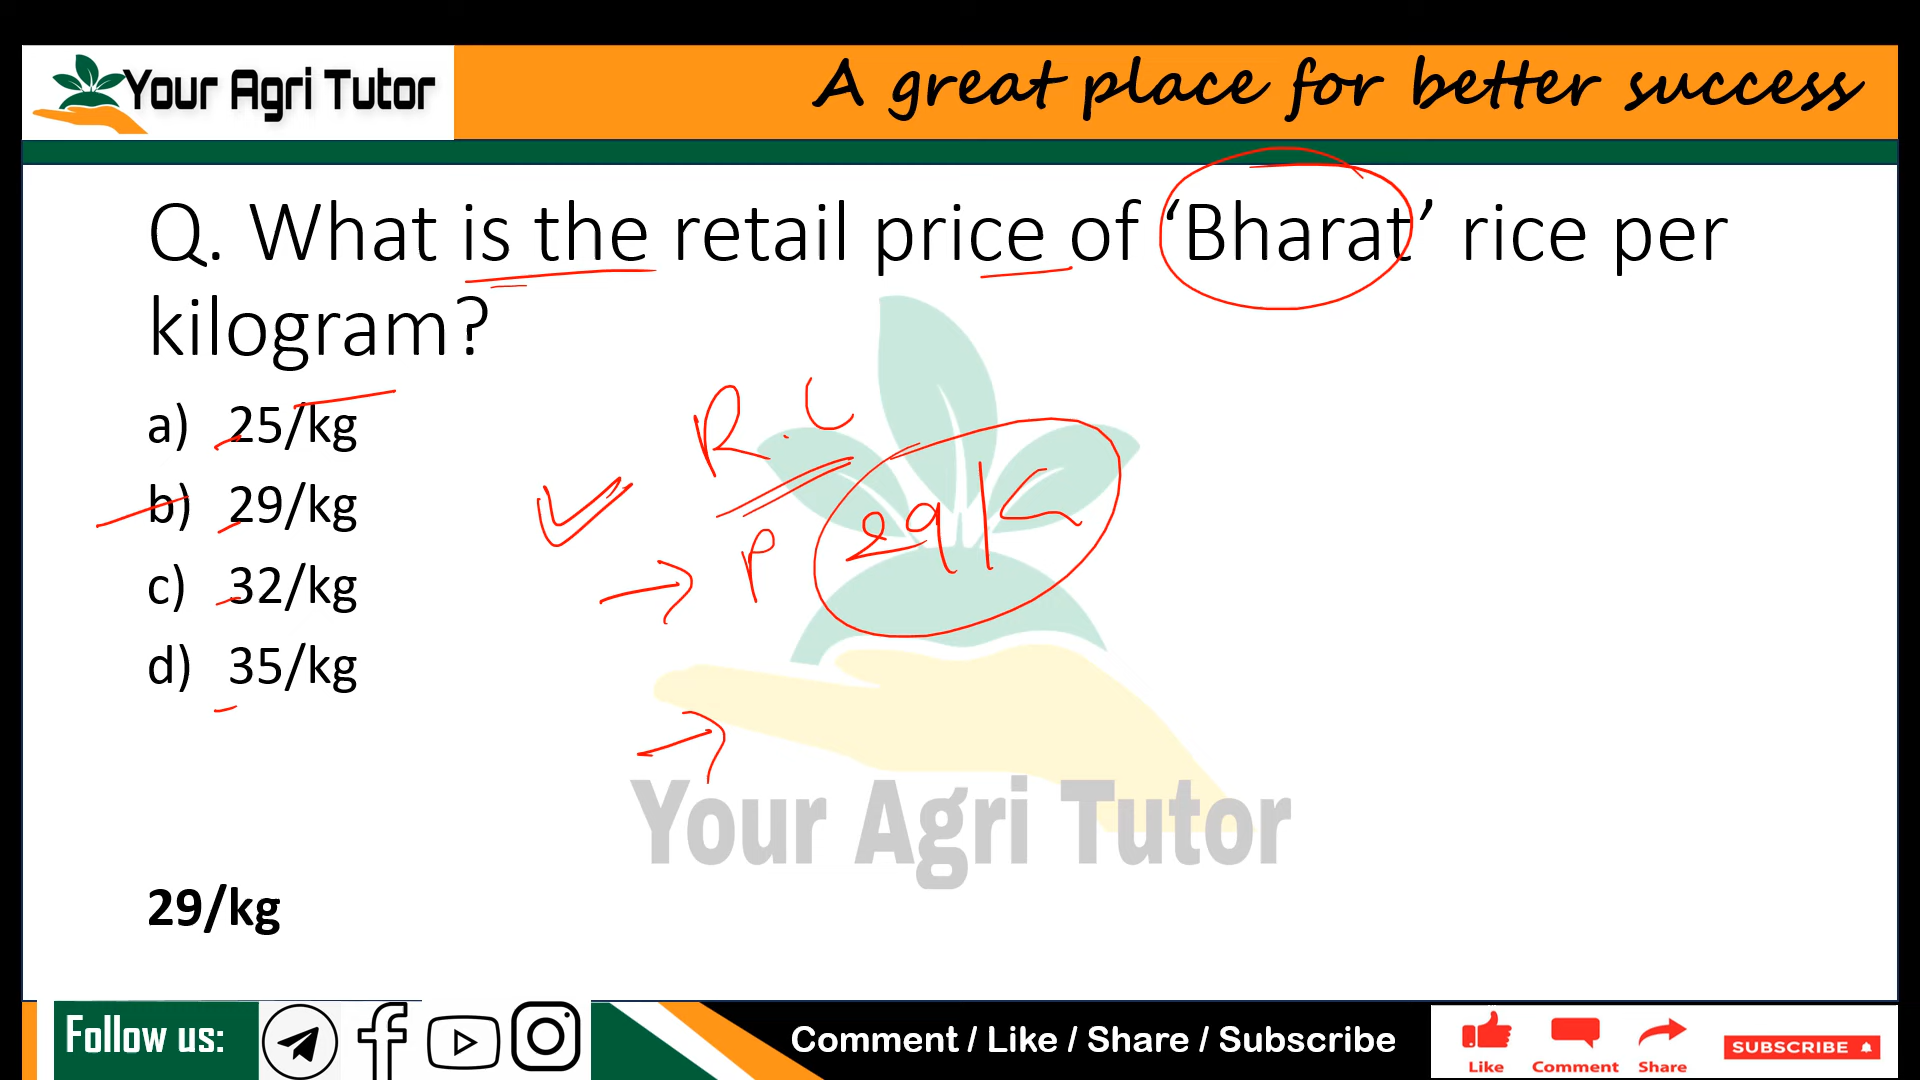 Your Agri Tutor
A great place for better success
Q. What is the retail price of ‘Bharat’ rice per
kilogram?
a) 25/kg
b) 29/kg
c) 32/kg
d) 35/kg
R.C
P 29/K
Your Agri Tutor
29/kg
Follow us:
Comment / Like / Share / Subscribe
Like
Comment
Share
SUBSCRIBE